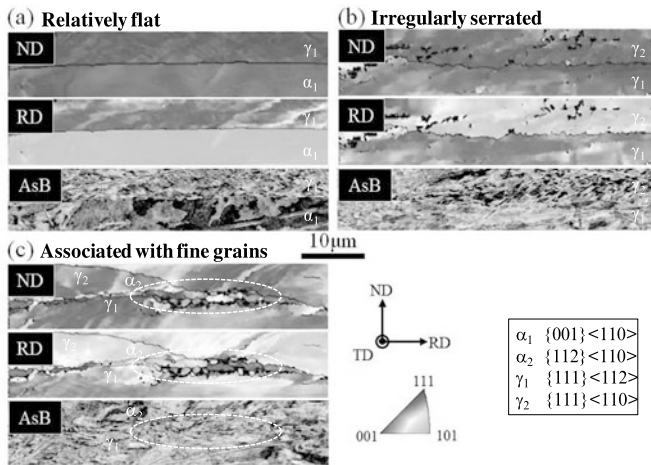 (a) Relatively flat
ND
γ1
α1
RD
γ1
α1
AsB
γ1
α1
(b) Irregularly serrated
ND
γ2
γ1
RD
γ2
γ1
AsB
γ2
γ1
(c) Associated with fine grains
10μm
ND
γ2
α2
γ1
RD
γ2
α2
γ1
AsB
α2
γ1
ND
TD
RD
111
001
101
α1 {001}<110>
α2 {112}<110>
γ1 {111}<112>
γ2 {111}<110>